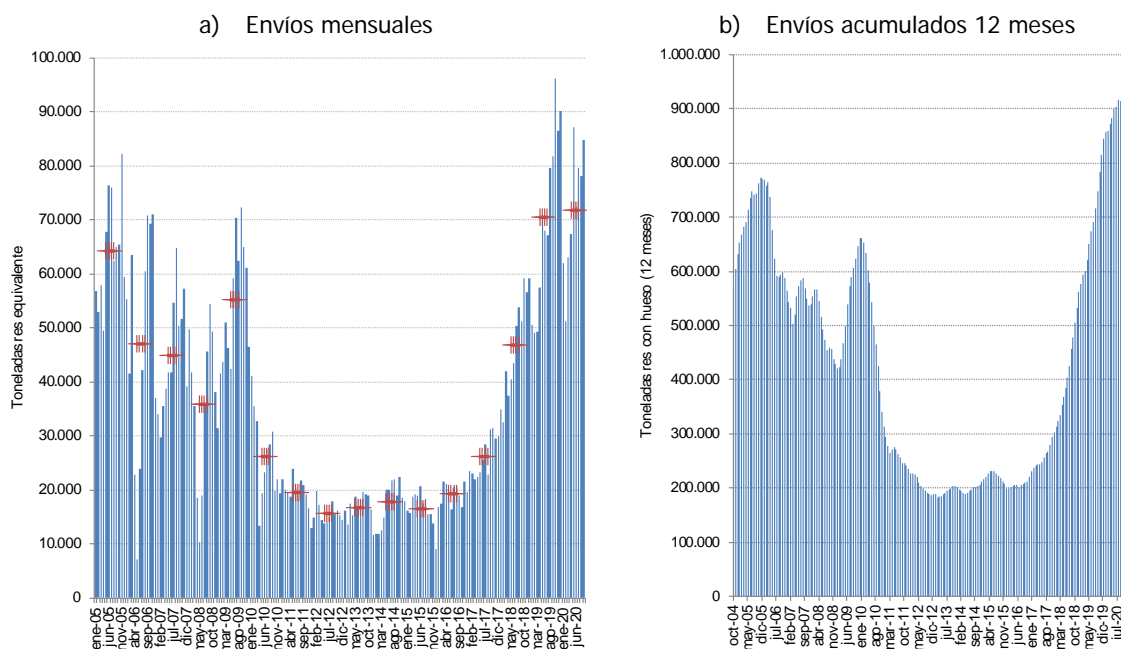 a) Envíos mensuales
Toneladas res equivalente
100.000
90.000
80.000
70.000
60.000
50.000
40.000
30.000
20.000
10.000
0
ene-05
jun-05
nov-05
abr-06
sep-06
feb-07
jul-07
dic-07
may-08
oct-08
mar-09
ago-09
ene-10
jun-10
nov-10
abr-11
sep-11
feb-12
jul-12
dic-12
may-13
oct-13
mar-14
ago-14
ene-15
jun-15
nov-15
abr-16
sep-16
feb-17
jul-17
dic-17
may-18
oct-18
mar-19
ago-19
ene-20
jun-20
b) Envíos acumulados 12 meses
Toneladas res con hueso (12 meses)
1.000.000
900.000
800.000
700.000
600.000
500.000
400.000
300.000
200.000
100.000
0
oct-04
may-05
dic-05
jul-06
feb-07
sep-07
abr-08
nov-08
jun-09
ene-10
ago-10
mar-11
oct-11
may-12
dic-12
jul-13
feb-14
sep-14
abr-15
nov-15
jun-16
ene-17
ago-17
mar-18
oct-18
may-19
dic-19
jul-20